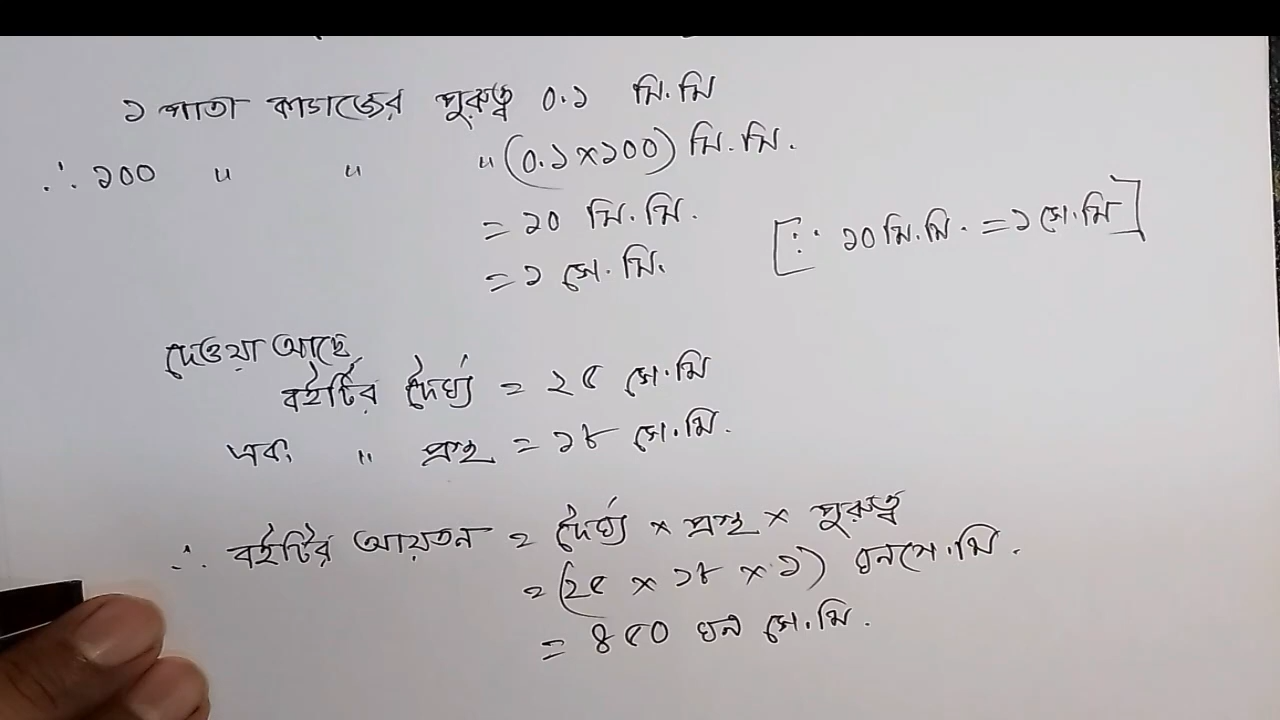 ১ পাতা কাগজের পুরুত্ব ০.১ মি.মি
∴ ১০০ " " " (০.১ × ১০০) মি.মি.
= ১০ মি.মি. [∵ ১০ মি.মি. = ১ সে.মি]
= ১ সে.মি.
দেওয়া আছে,
বইটির দৈর্ঘ্য = ২৫ সে.মি
এবং " প্রস্থ = ১৮ সে.মি.
∴ বইটির আয়তন = দৈর্ঘ্য × প্রস্থ × পুরুত্ব
= (২৫ × ১৮ × ১) ঘনসে.মি.
= ৪৫০ ঘন সে.মি.